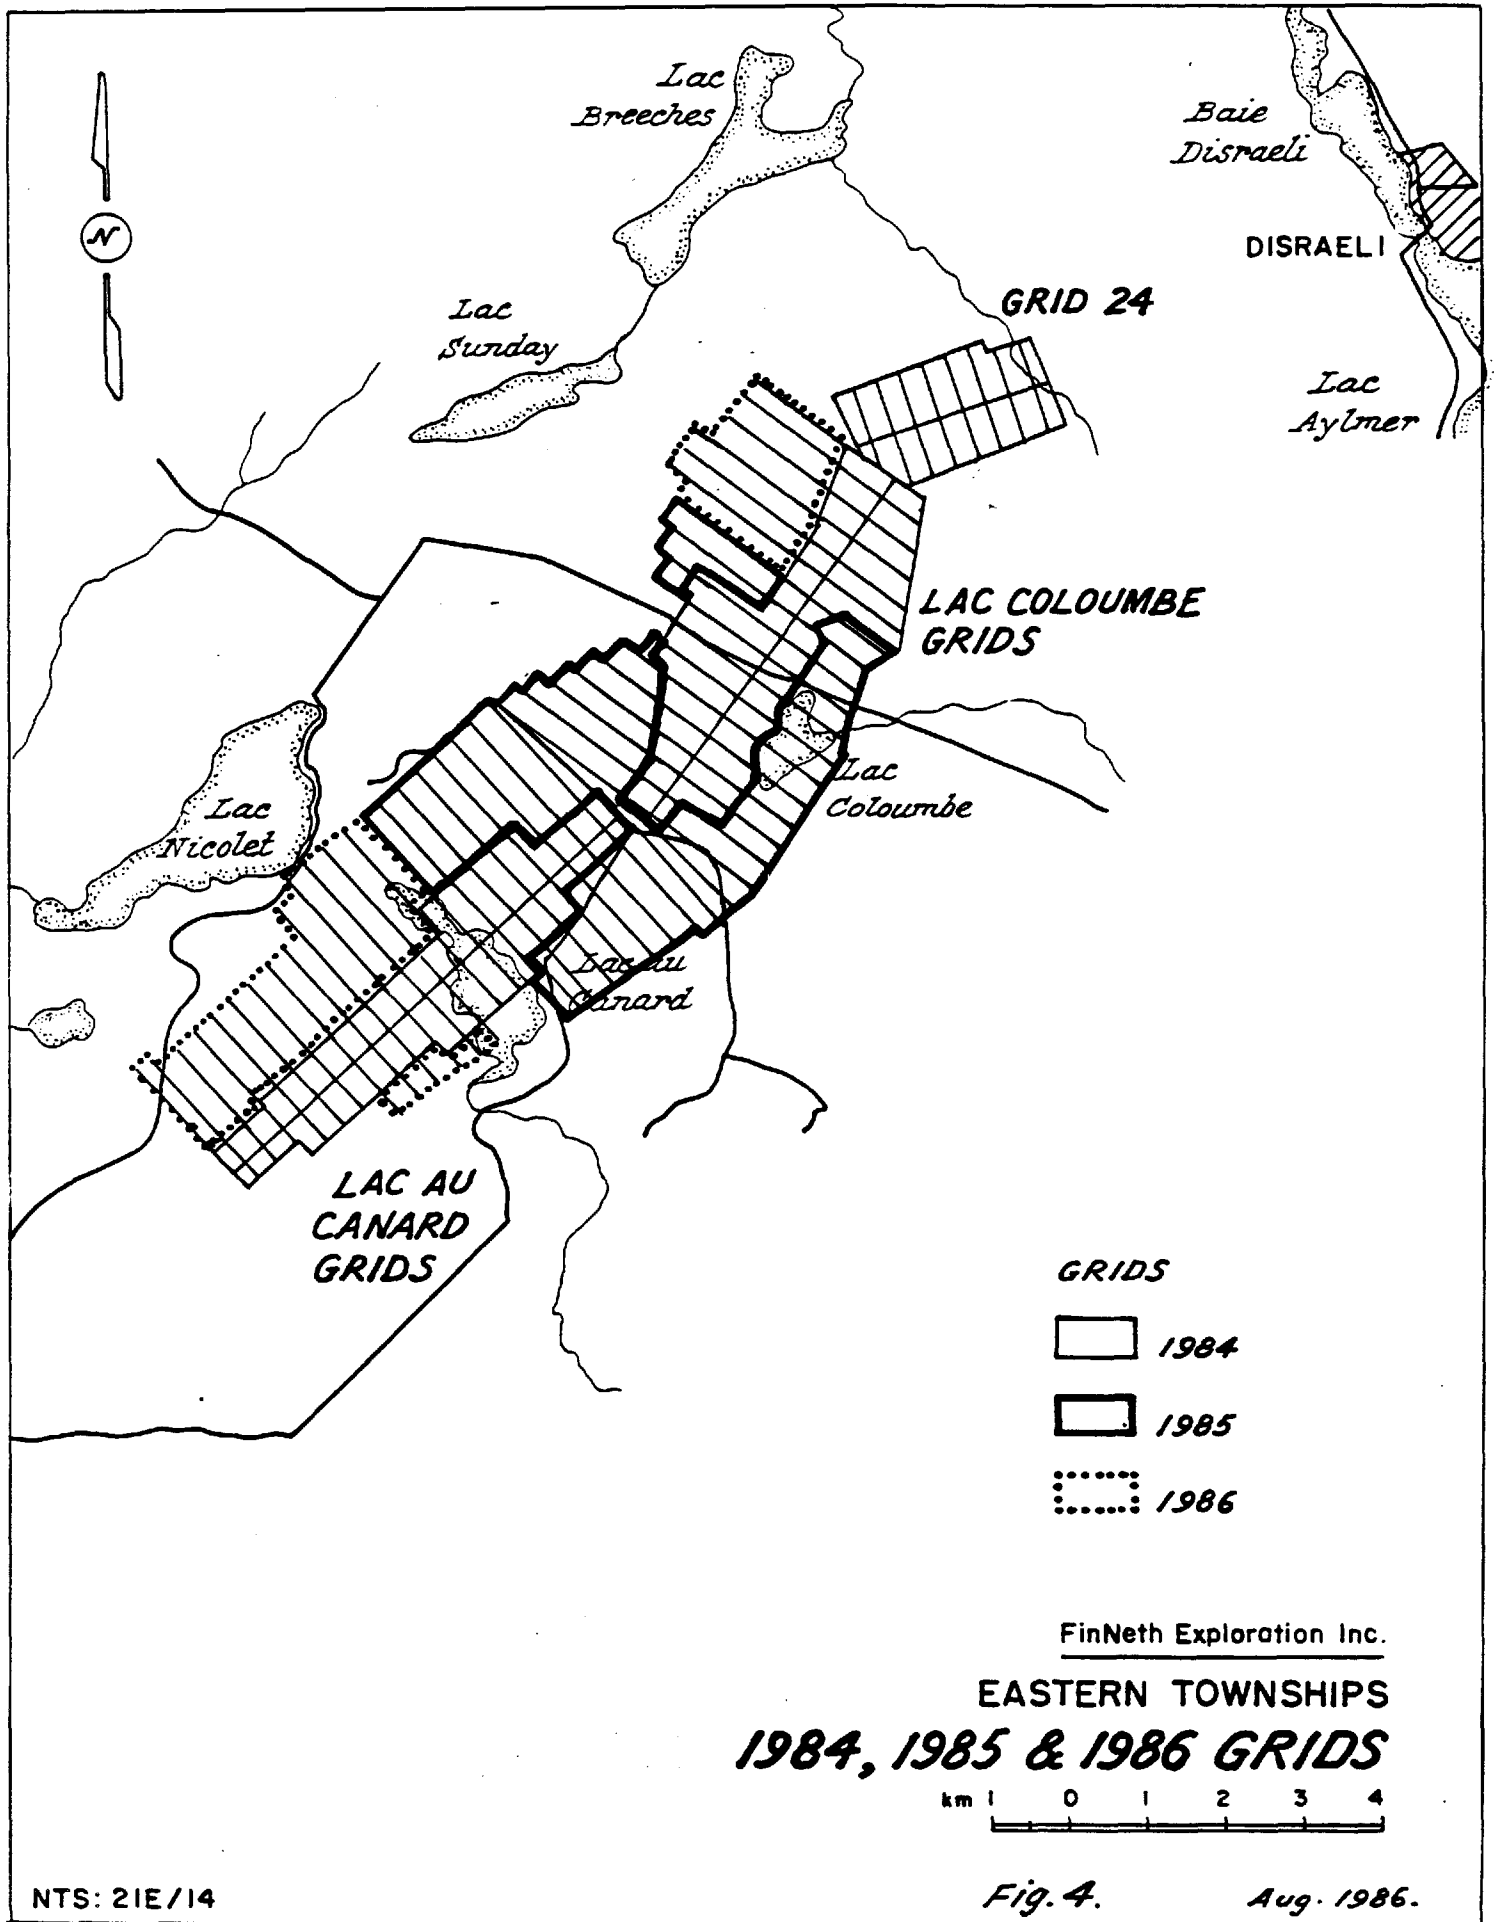 Lac
Breeches
Baie
Disraeli
N
DISRAELI
GRID 24
Lac
Sunday
Lac
Aylmer
LAC COLOUMBE
GRIDS
Lac
Coloumbe
Lac
Nicolet
Lac au
Canard
LAC AU
CANARD
GRIDS
GRIDS
1984
1985
1986
FinNeth Exploration Inc.
EASTERN TOWNSHIPS
1984, 1985 & 1986 GRIDS
km 1 0 1 2 3 4
NTS: 21E/14
Fig. 4.
Aug. 1986.